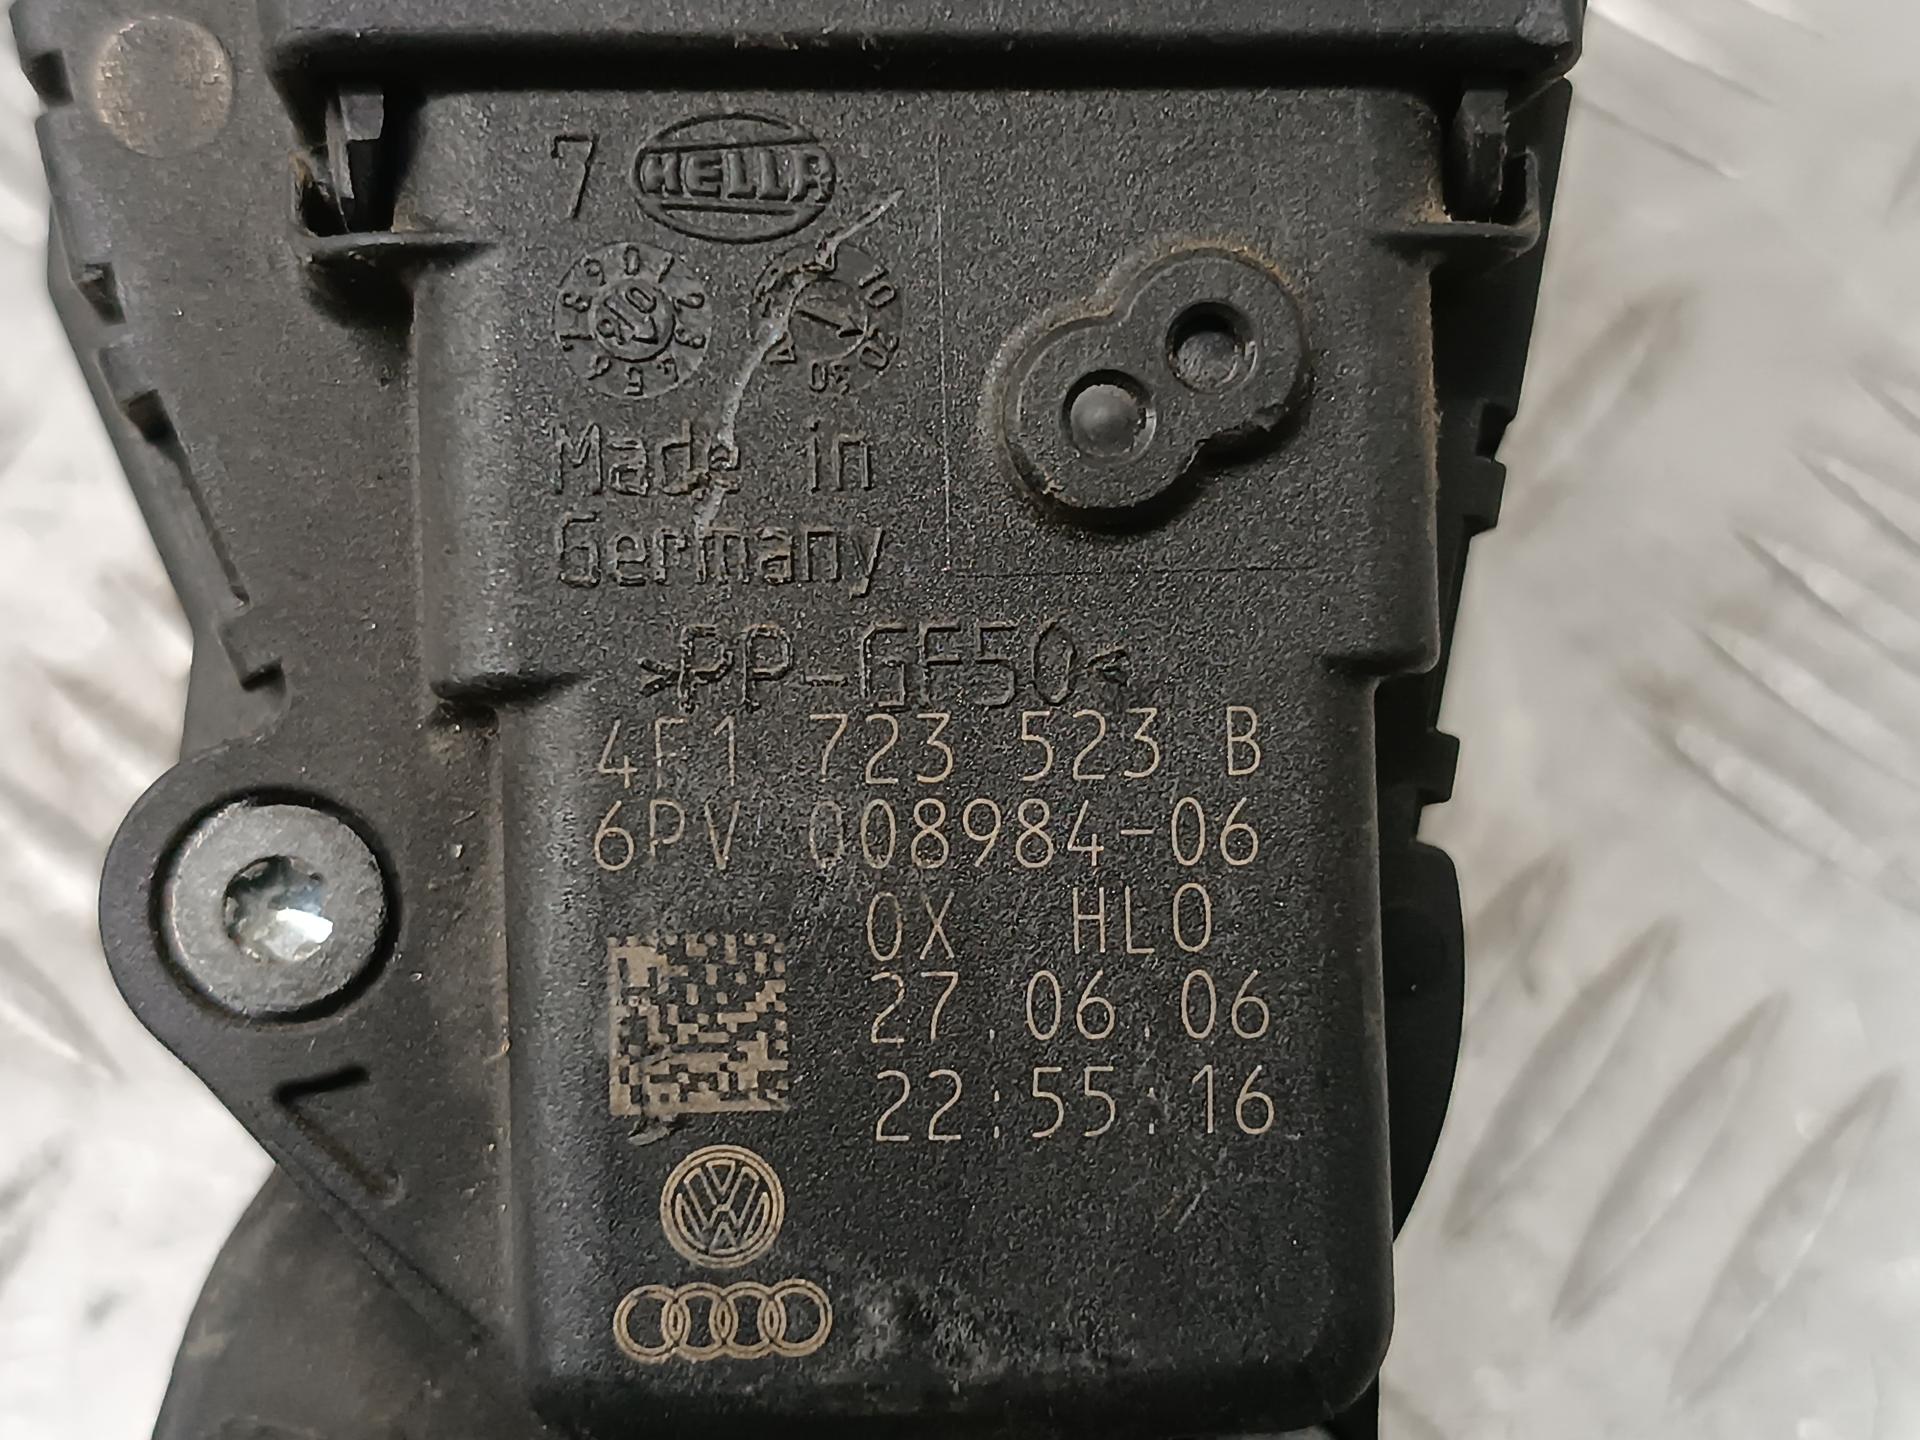 7 HELLA
Made in
Germany
>PP-GF50<
4F1 723 523 B
6PV 008984-06
0X HL0
27.06.06
22:55:16